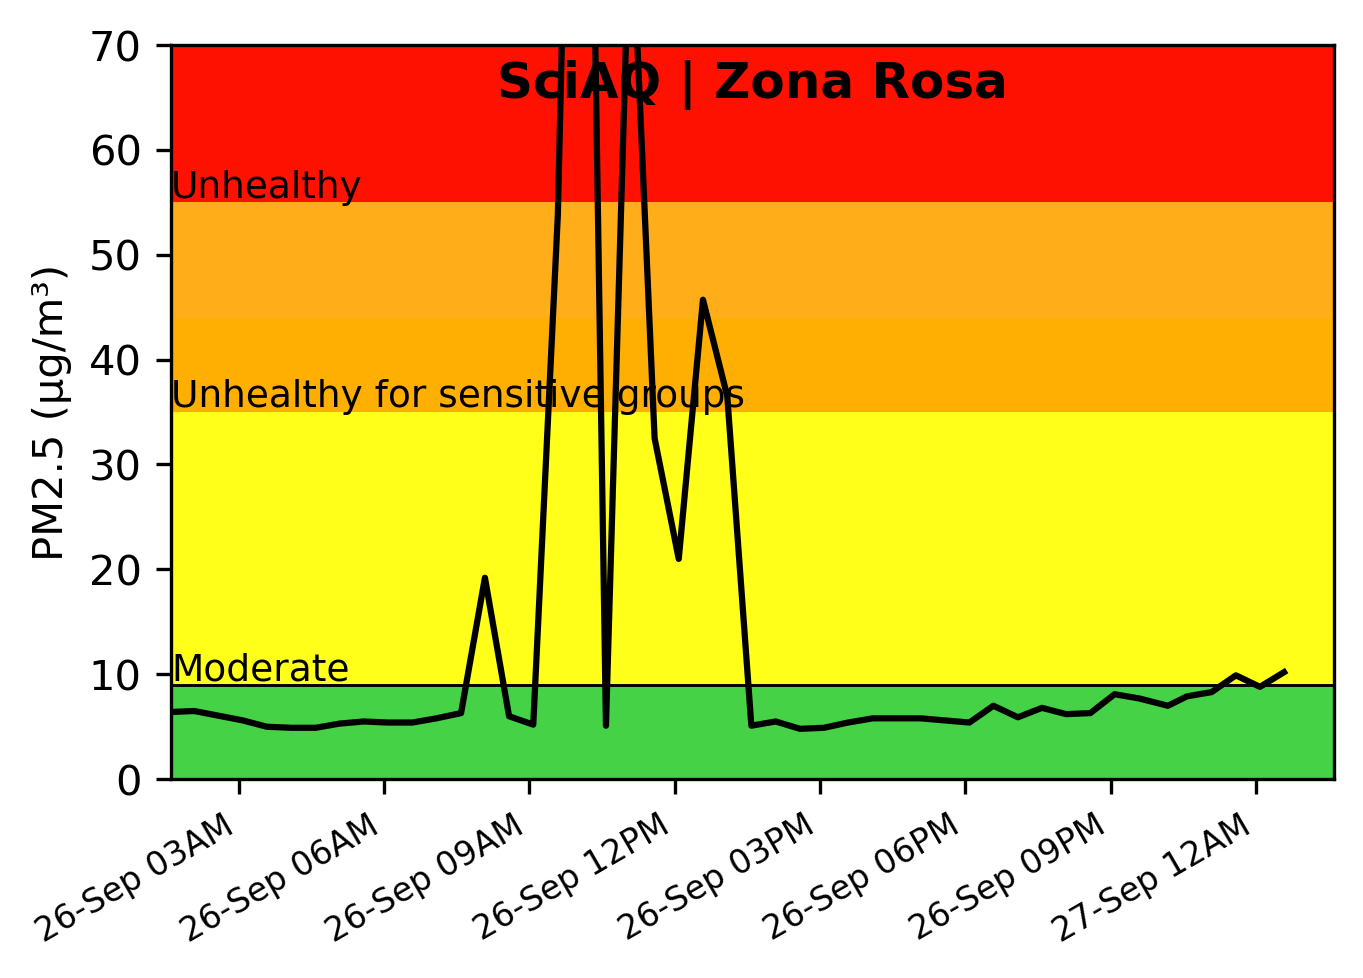 SciAQ | Zona Rosa
PM2.5 (µg/m³)
70
60
50
40
30
20
10
0
Unhealthy
Unhealthy for sensitive groups
Moderate
26-Sep 03AM
26-Sep 06AM
26-Sep 09AM
26-Sep 12PM
26-Sep 03PM
26-Sep 06PM
26-Sep 09PM
27-Sep 12AM